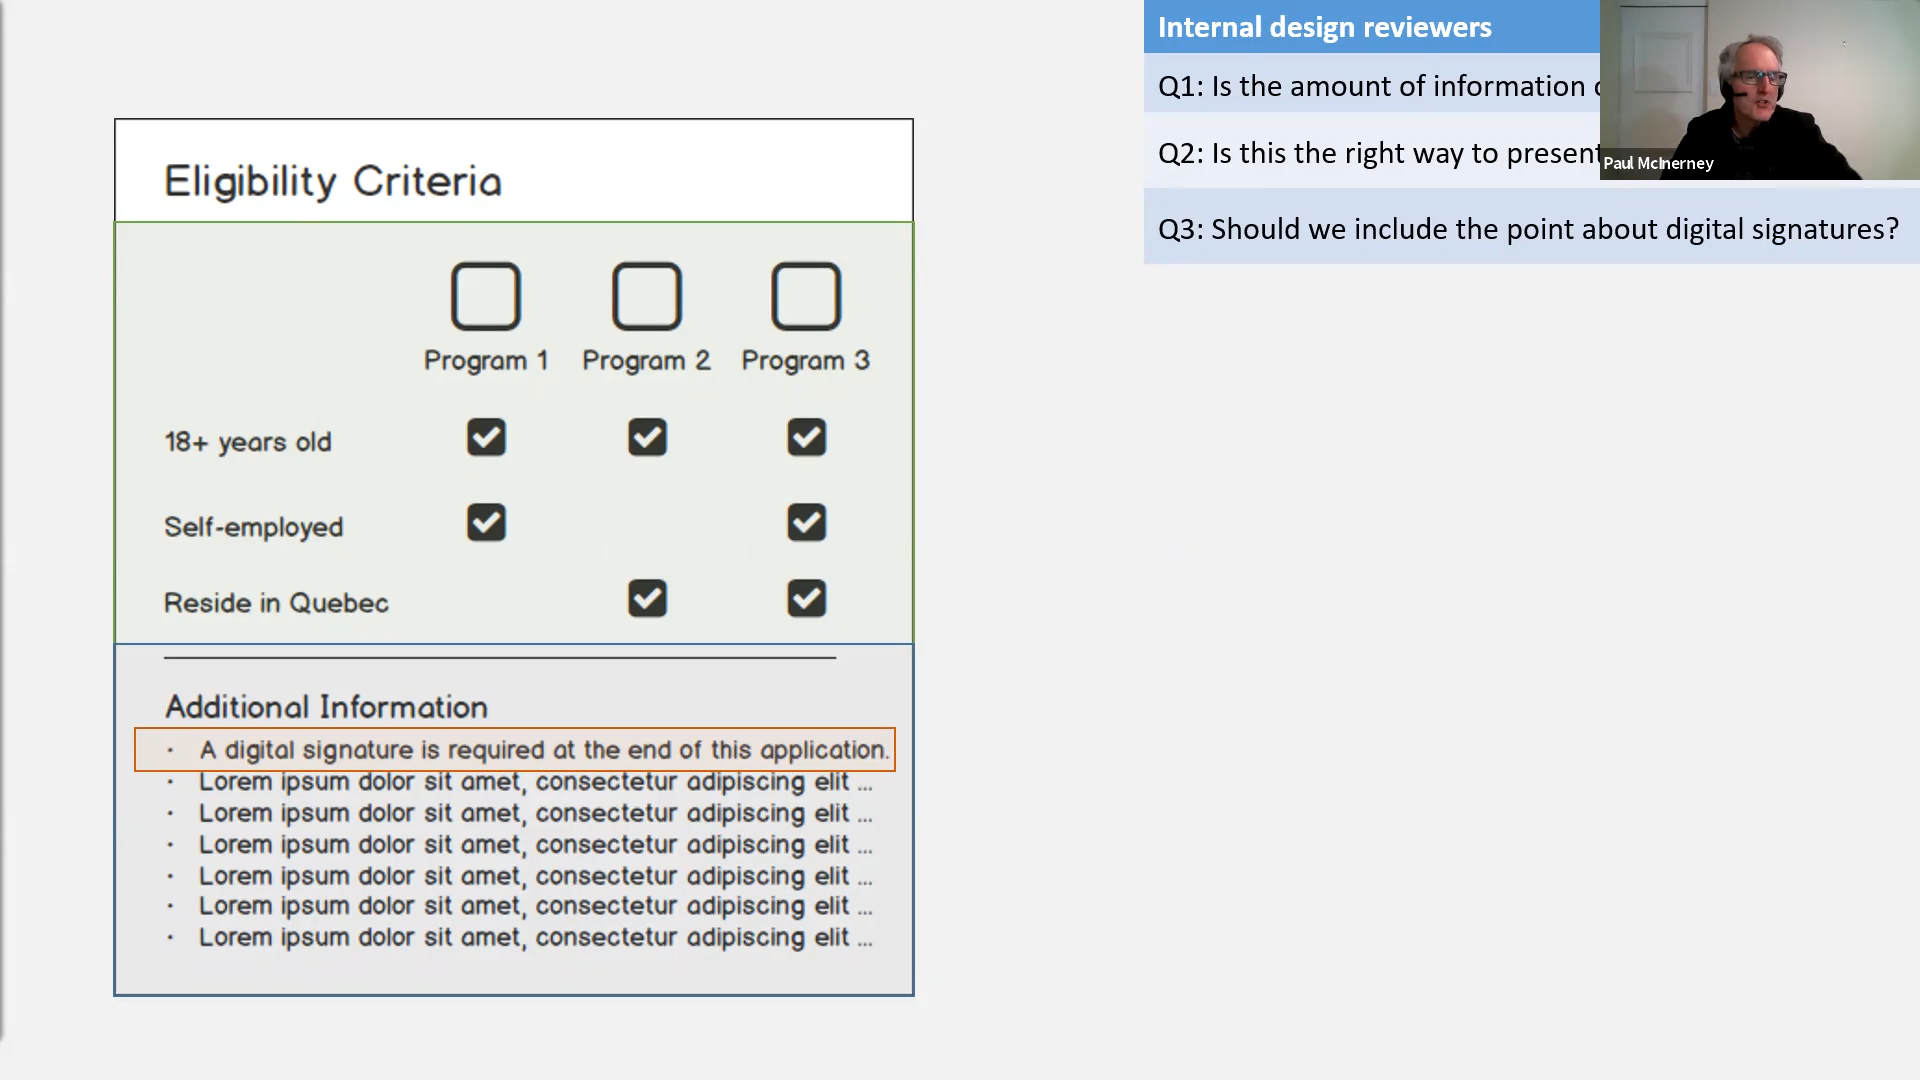 Internal design reviewers
Q1: Is the amount of information
Q2: Is this the right way to present
Paul McInerney
Q3: Should we include the point about digital signatures?
Eligibility Criteria
Program 1 Program 2 Program 3
18+ years old
Self-employed
Reside in Quebec
Additional Information
· A digital signature is required at the end of this application.
· Lorem ipsum dolor sit amet, consectetur adipiscing elit ...
· Lorem ipsum dolor sit amet, consectetur adipiscing elit ...
· Lorem ipsum dolor sit amet, consectetur adipiscing elit ...
· Lorem ipsum dolor sit amet, consectetur adipiscing elit ...
· Lorem ipsum dolor sit amet, consectetur adipiscing elit ...
· Lorem ipsum dolor sit amet, consectetur adipiscing elit ...